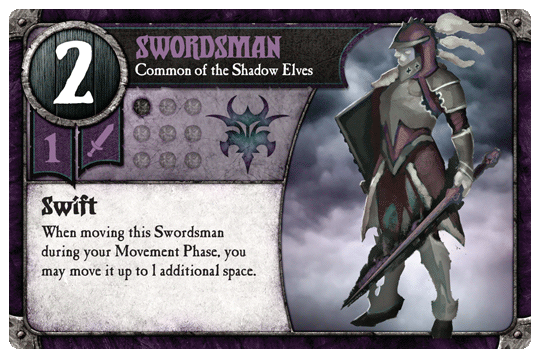 2
SWORDSMAN
Common of the Shadow Elves
1
Swift
When moving this Swordsman
during your Movement Phase, you
may move it up to 1 additional space.